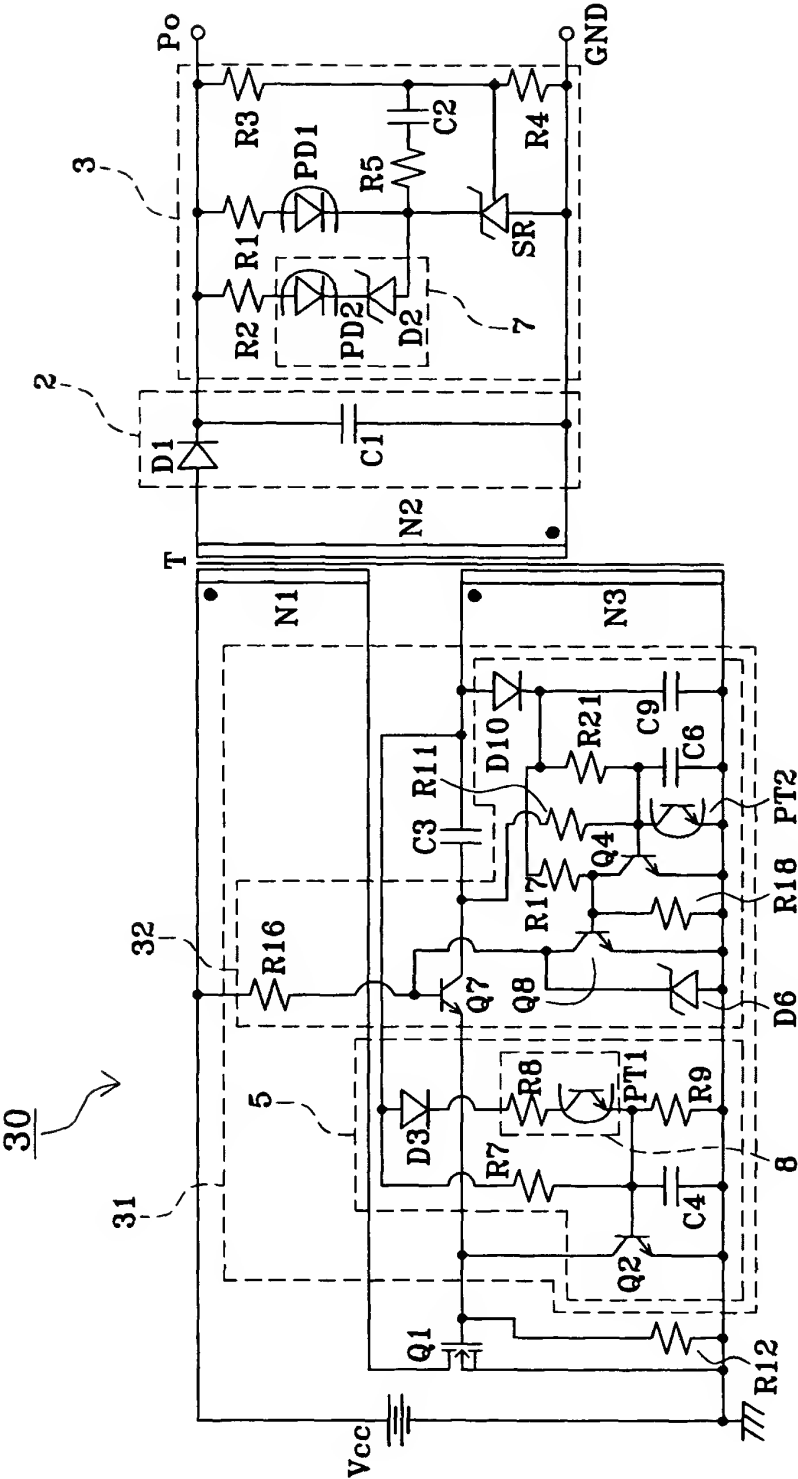 30
31
32
5
8
Vcc
Q1
R12
Q2
C4
R7
D3
R8
PT1
R9
R16
Q7
Q8
D6
R18
R17
Q4
PT2
C3
R11
R21
C6
C9
D10
N1
N3
T
N2
2
D1
C1
3
R2
PD2
D2
7
R1
PD1
R5
C2
SR
R3
R4
Po
GND